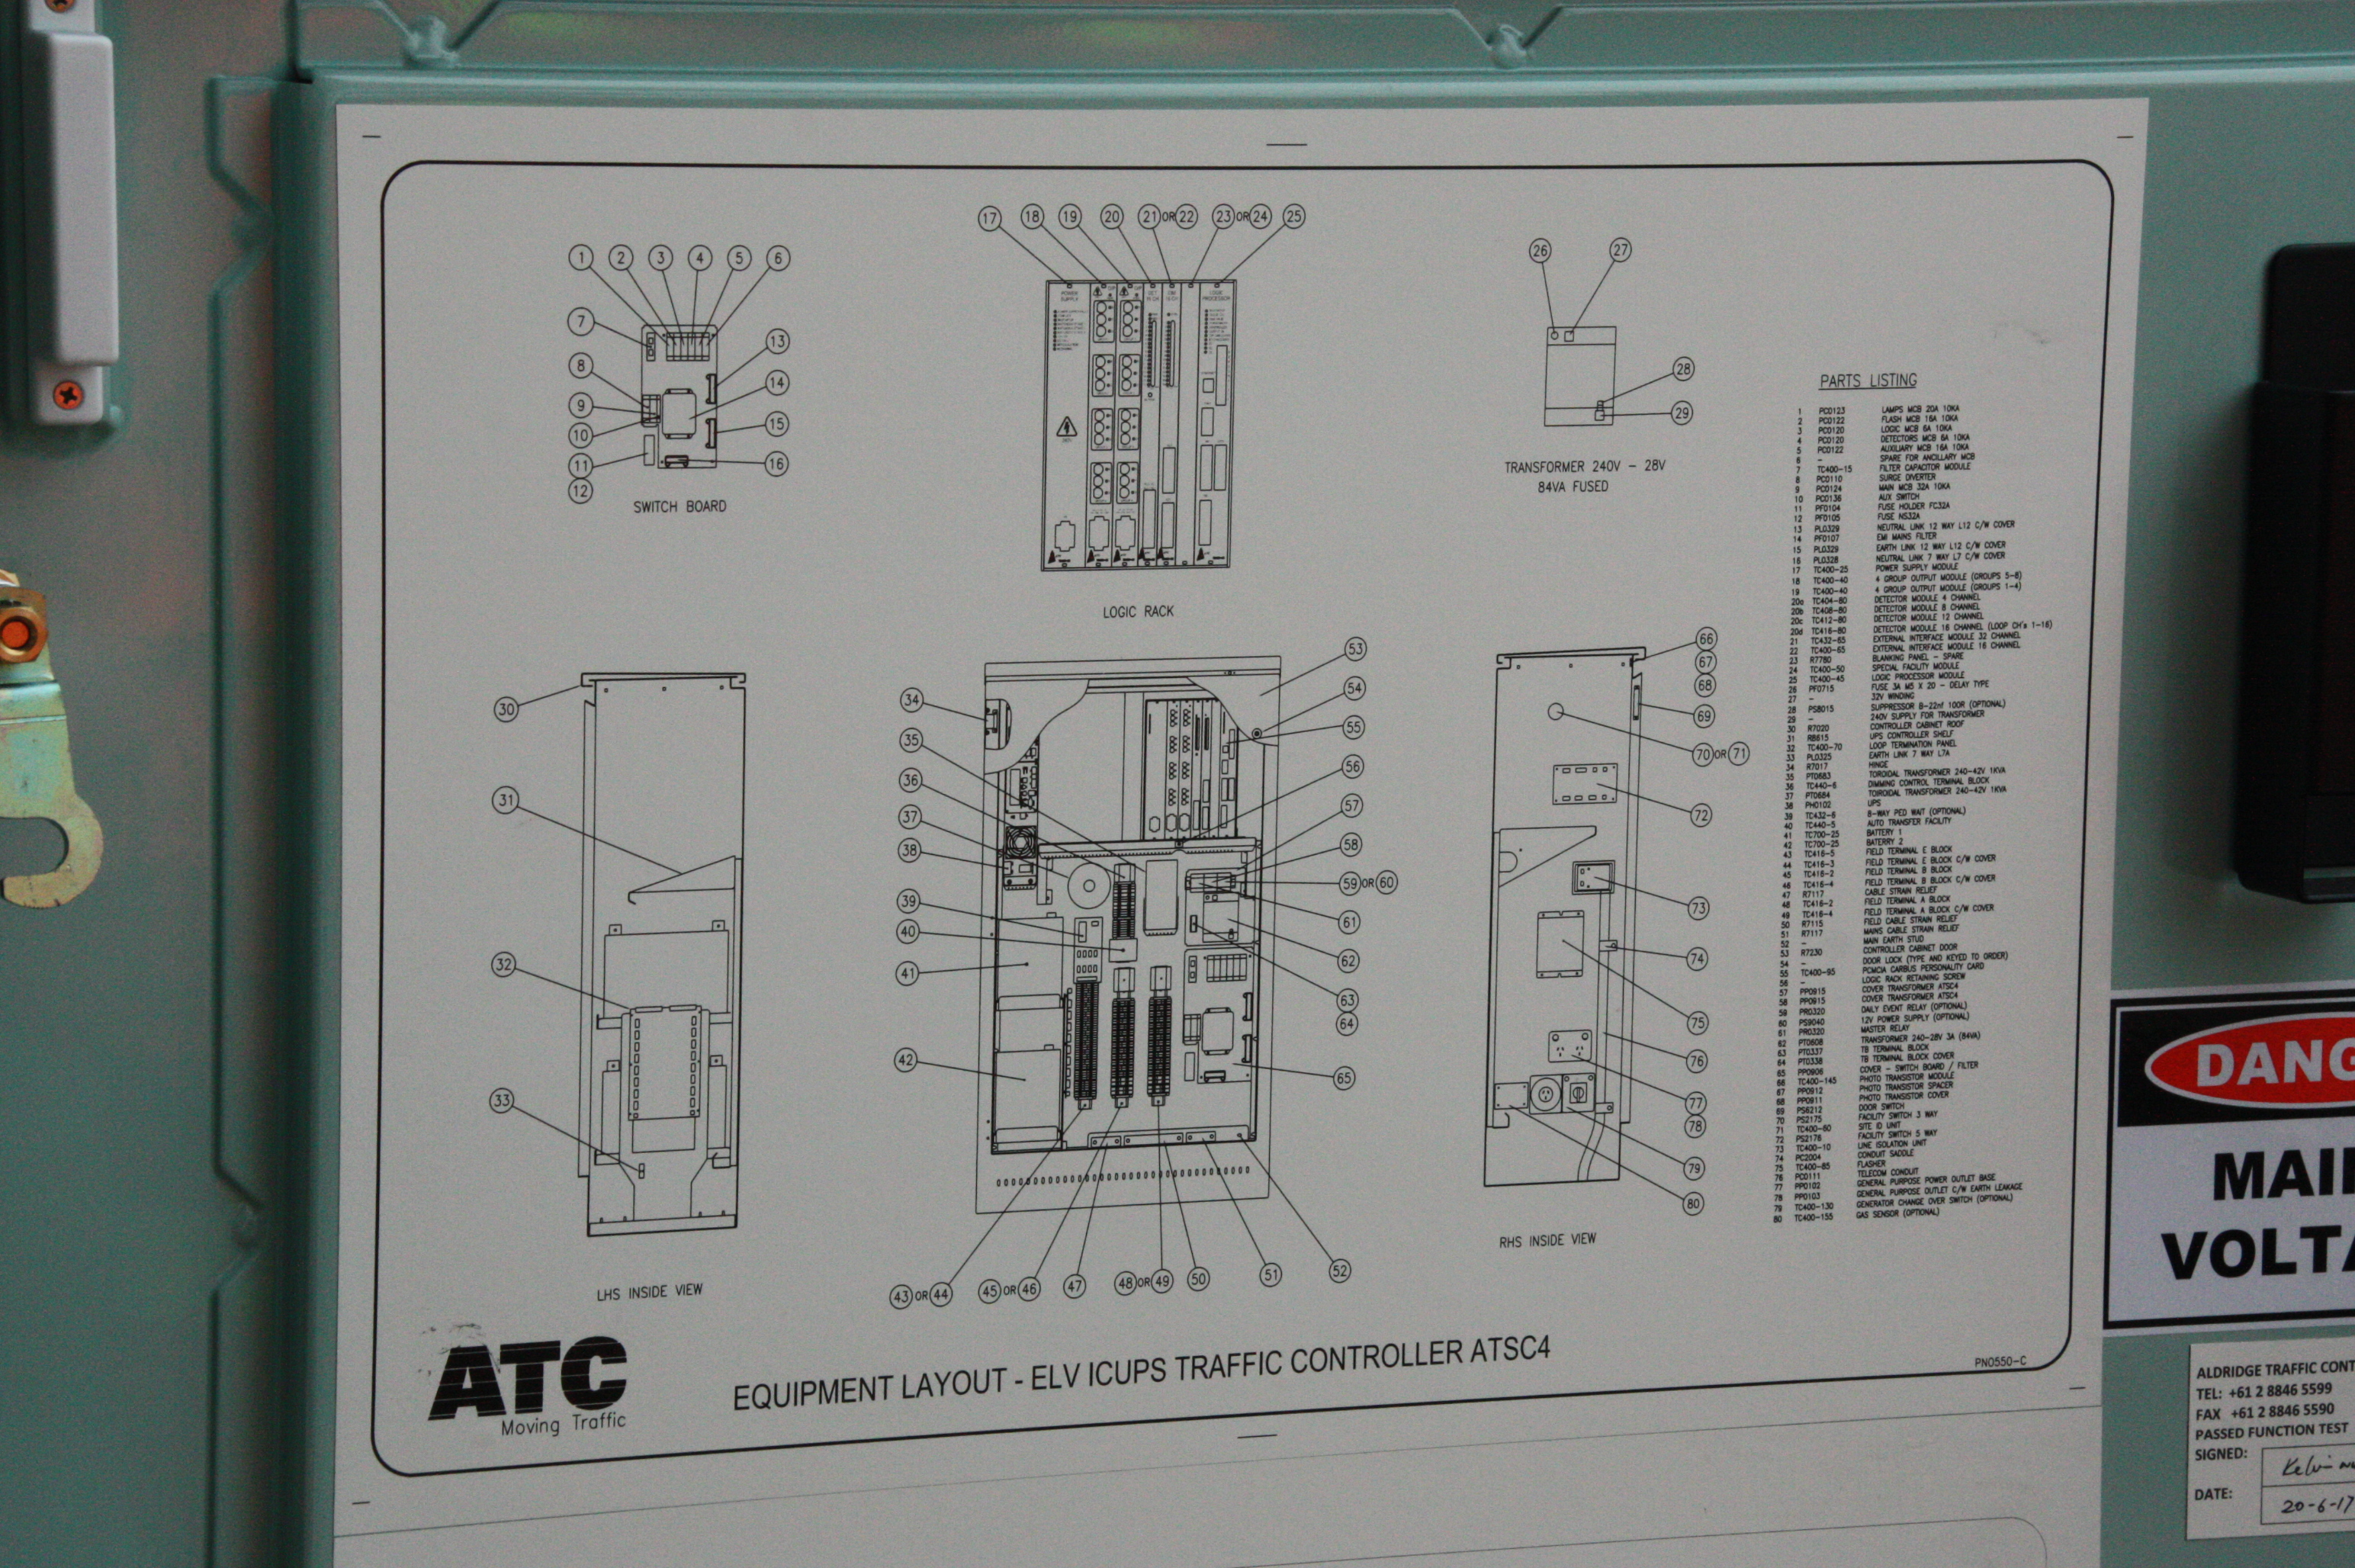 17 18 19 20 21 OR 22 23 OR 24 25
1 2 3 4 5 6
7
8
9
10
11
12
13
14
15
16
SWITCH BOARD
POWER SUPPLY
LOGIC PROCESSOR
LOGIC RACK
26 27
28
29
TRANSFORMER 240V - 28V
84VA FUSED
30
31
32
33
LHS INSIDE VIEW
34
35
36
37
38
39
40
41
42
43 OR 44 45 OR 46 47 48 OR 49 50 51 52
53
54
55
56
57
58
59 OR 60
61
62
63
64
65
66
67
68
69
70 OR 71
72
73
74
75
76
77
78
79
80
RHS INSIDE VIEW
PARTS LISTING
1 PC0123 LAMPS MCB 20A 10KA
2 PC0122 FLASH MCB 16A 10KA
3 PC0120 LOGIC MCB 6A 10KA
4 PC0120 DETECTORS MCB 6A 10KA
5 PC0122 AUXILIARY MCB 16A 10KA
6 - SPARE FOR ANCILLARY MCB
7 TC400-15 FILTER CAPACITOR MODULE
8 PC0110 SURGE DIVERTER
9 PC0124 MAIN MCB 32A 10KA
10 PC0136 AUX SWITCH
11 PF0104 FUSE HOLDER FC32A
12 PF0105 FUSE NS32A
13 PL0329 NEUTRAL LINK 12 WAY L12 C/W COVER
14 PF0107 EMI MAINS FILTER
15 PL0329 EARTH LINK 12 WAY L12 C/W COVER
16 PL0328 NEUTRAL LINK 7 WAY L7 C/W COVER
17 TC400-25 POWER SUPPLY MODULE
18 TC400-40 4 GROUP OUTPUT MODULE (GROUPS 5-8)
19 TC400-40 4 GROUP OUTPUT MODULE (GROUPS 1-4)
20a TC404-80 DETECTOR MODULE 4 CHANNEL
20b TC408-80 DETECTOR MODULE 8 CHANNEL
20c TC412-80 DETECTOR MODULE 12 CHANNEL
20d TC416-80 DETECTOR MODULE 16 CHANNEL (LOOP CH's 1-16)
21 TC432-65 EXTERNAL INTERFACE MODULE 32 CHANNEL
22 TC400-65 EXTERNAL INTERFACE MODULE 16 CHANNEL
23 R7780 BLANKING PANEL - SPARE
24 TC400-50 SPECIAL FACILITY MODULE
25 TC400-45 LOGIC PROCESSOR MODULE
26 PF0715 FUSE 3A M5 X 20 - DELAY TYPE
27 - 32V WINDING
28 PS8015 SUPPRESSOR B-22nf 100R (OPTIONAL)
29 - 240V SUPPLY FOR TRANSFORMER
30 R7020 CONTROLLER CABINET ROOF
31 R8615 UPS CONTROLLER SHELF
32 TC400-70 LOOP TERMINATION PANEL
33 PL0325 EARTH LINK 7 WAY L7A
34 R7017 HINGE
35 PT0683 TOROIDAL TRANSFORMER 240-42V 1KVA
36 TC440-6 DIMMING CONTROL TERMINAL BLOCK
37 PT0684 TOIROIDAL TRANSFORMER 240-42V 1KVA
38 PH0102 UPS
39 TC432-6 8-WAY PED WAIT (OPTIONAL)
40 TC440-5 AUTO TRANSFER FACILITY
41 TC700-25 BATTERY 1
42 TC700-25 BATERRY 2
43 TC416-5 FIELD TERMINAL E BLOCK
44 TC416-3 FIELD TERMINAL E BLOCK C/W COVER
45 TC416-2 FIELD TERMINAL B BLOCK
46 TC416-4 FIELD TERMINAL B BLOCK C/W COVER
47 R7117 CABLE STRAIN RELIEF
48 TC416-2 FIELD TERMINAL A BLOCK
49 TC416-4 FIELD TERMINAL A BLOCK C/W COVER
50 R7115 FIELD CABLE STRAIN RELIEF
51 R7117 MAINS CABLE STRAIN RELIEF
52 - MAIN EARTH STUD
53 R7230 CONTROLLER CABINET DOOR
54 - DOOR LOCK (TYPE AND KEYED TO ORDER)
55 TC400-95 PCMCIA CARBUS PERSONALITY CARD
56 - LOGIC RACK RETAINING SCREW
57 PP0915 COVER TRANSFORMER ATSC4
58 PP0915 COVER TRANSFORMER ATSC4
59 PR0320 DAILY EVENT RELAY (OPTIONAL)
60 PS9040 12V POWER SUPPLY (OPTIONAL)
61 PR0320 MASTER RELAY
62 PT0608 TRANSFORMER 240-28V 3A (84VA)
63 PT0337 TB TERMINAL BLOCK
64 PT0338 TB TERMINAL BLOCK COVER
65 PP0906 COVER - SWITCH BOARD / FILTER
66 TC400-145 PHOTO TRANSISTOR MODULE
67 PP0912 PHOTO TRANSISTOR SPACER
68 PP0911 PHOTO TRANSISTOR COVER
69 PS6212 DOOR SWITCH
70 PS2175 FACILITY SWITCH 3 WAY
71 TC400-60 SITE ID UNIT
72 PS2176 FACILITY SWITCH 5 WAY
73 TC400-10 LINE ISOLATION UNIT
74 PC2004 CONDUIT SADDLE
75 TC400-85 FLASHER
76 PC0111 TELECOM CONDUIT
77 PP0102 GENERAL PURPOSE POWER OUTLET BASE
78 PP0103 GENERAL PURPOSE OUTLET C/W EARTH LEAKAGE
79 TC400-130 GENERATOR CHANGE OVER SWITCH (OPTIONAL)
80 TC400-155 GAS SENSOR (OPTIONAL)
ATC
Moving Traffic
EQUIPMENT LAYOUT - ELV ICUPS TRAFFIC CONTROLLER ATSC4
PN0550-C
DANG
MAI
VOLTA
ALDRIDGE TRAFFIC CONT
TEL: +61 2 8846 5599
FAX +61 2 8846 5590
PASSED FUNCTION TEST
SIGNED: Kelvin
DATE: 20-6-17